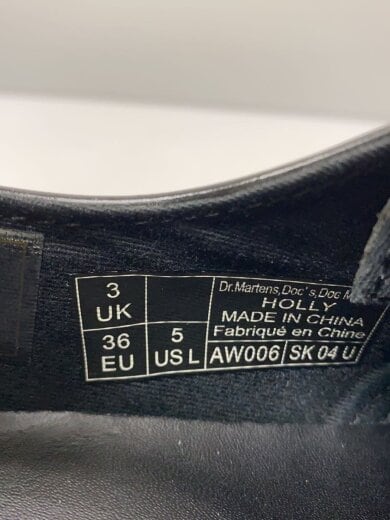 3
UK
36
EU
5
US L
Dr.Martens,Doc's,Doc
HOLLY
MADE IN CHINA
Fabriqué en Chine
AW006
SK 04 U